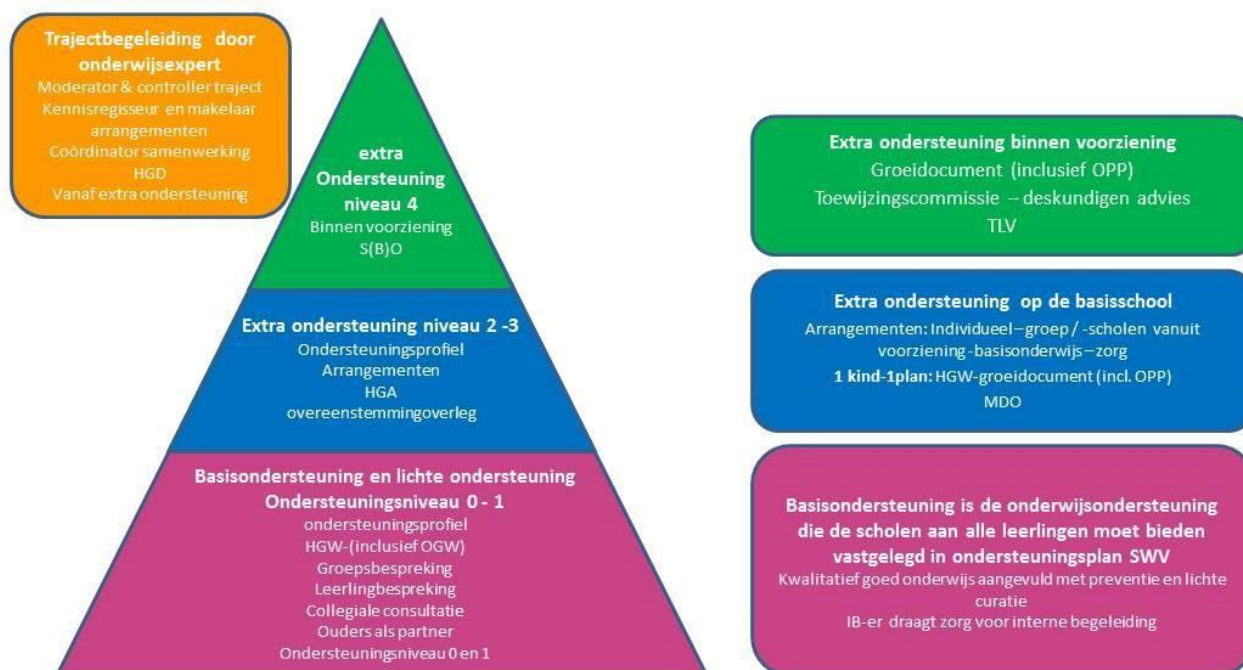 Trajectbegeleiding door
onderwijsexpert
Moderator & controller traject
Kennisregisseur en makelaar
arrangementen
Coördinator samenwerking
HGD
Vanaf extra ondersteuning
extra
Ondersteuning
niveau 4
Binnen voorziening
S(B)O
Extra ondersteuning niveau 2 -3
Ondersteuningsprofiel
Arrangementen
HGA
overeenstemmingoverleg
Basisondersteuning en lichte ondersteuning
Ondersteuningsniveau 0 - 1
ondersteuningsprofiel
HGW-(inclusief OGW)
Groepsbespreking
Leerlingbespreking
Collegiale consultatie
Ouders als partner
Ondersteuningsniveau 0 en 1
Extra ondersteuning binnen voorziening
Groeidocument (inclusief OPP)
Toewijzingscommissie – deskundigen advies
TLV
Extra ondersteuning op de basisschool
Arrangementen: Individueel – groep / -scholen vanuit
voorziening -basisonderwijs – zorg
1 kind-1plan: HGW-groeidocument (incl. OPP)
MDO
Basisondersteuning is de onderwijsondersteuning
die de scholen aan alle leerlingen moet bieden
vastgelegd in ondersteuningsplan SWV
Kwalitatief goed onderwijs aangevuld met preventie en lichte
curatie
IB-er draagt zorg voor interne begeleiding